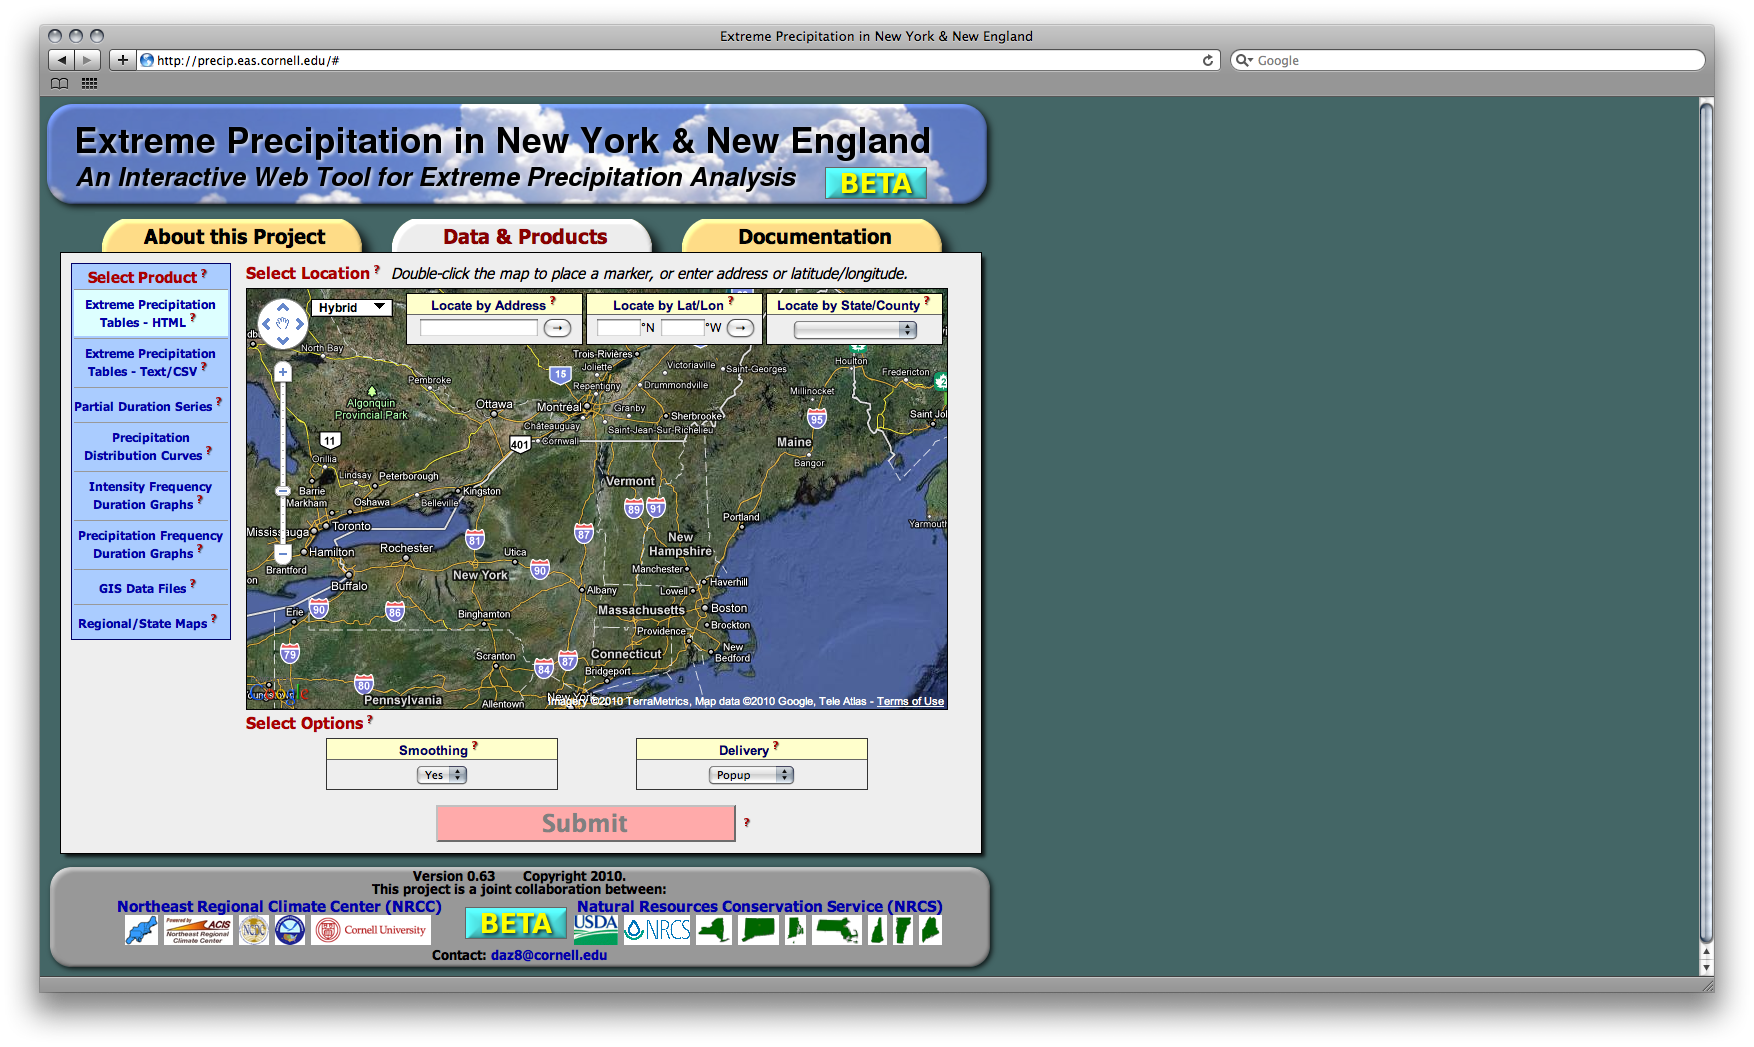 Extreme Precipitation in New York & New England
http://precip.eas.cornell.edu/#
Google
Extreme Precipitation in New York & New England
An Interactive Web Tool for Extreme Precipitation Analysis
BETA
About this Project
Data & Products
Documentation
Select Product ?
Extreme Precipitation
Tables - HTML ?
Extreme Precipitation
Tables - Text/CSV ?
Partial Duration Series ?
Precipitation
Distribution Curves ?
Intensity Frequency
Duration Graphs ?
Precipitation Frequency
Duration Graphs ?
GIS Data Files ?
Regional/State Maps ?
Select Location ? Double-click the map to place a marker, or enter address or latitude/longitude.
Hybrid
Locate by Address ?
Locate by Lat/Lon ?
°N
°W
Locate by State/County ?
North Bay
Trois-Rivières
Joliette
Victoriaville
Saint-Georges
Houlton
Fredericton
15
Repentigny
Drummondville
Pembroke
Millinocket
Algonquin
Provincial Park
Ottawa
Montréal
Granby
Sherbrooke
95
Saint Jo
Châteauguay
Saint-Jean-Sur-Richelieu
11
401
Cornwall
Maine
Bangor
Orillia
Lindsay
Peterborough
Vermont
Barrie
Kingston
Markham
Oshawa
Belleville
89
91
Portland
Yarmou
Mississauga
Toronto
81
87
New
Hampshire
Hamilton
Rochester
Utica
90
Manchester
Brantford
Buffalo
New York
Haverhill
Lowell
Albany
Erie
90
86
Binghamton
Massachusetts
Boston
Brockton
Providence
79
Scranton
84
87
Connecticut
New
Bedford
Bridgeport
80
Pennsylvania
Allentown
New York
Google
Imagery ©2010 TerraMetrics, Map data ©2010 Google, Tele Atlas - Terms of Use
Select Options ?
Smoothing ?
Yes
Delivery ?
Popup
Submit ?
Version 0.63 Copyright 2010.
This project is a joint collaboration between:
Northeast Regional Climate Center (NRCC)
BETA
Natural Resources Conservation Service (NRCS)
Powered by ACIS
Northeast Regional
Climate Center
NCDC
Cornell University
USDA
NRCS
Contact: daz8@cornell.edu